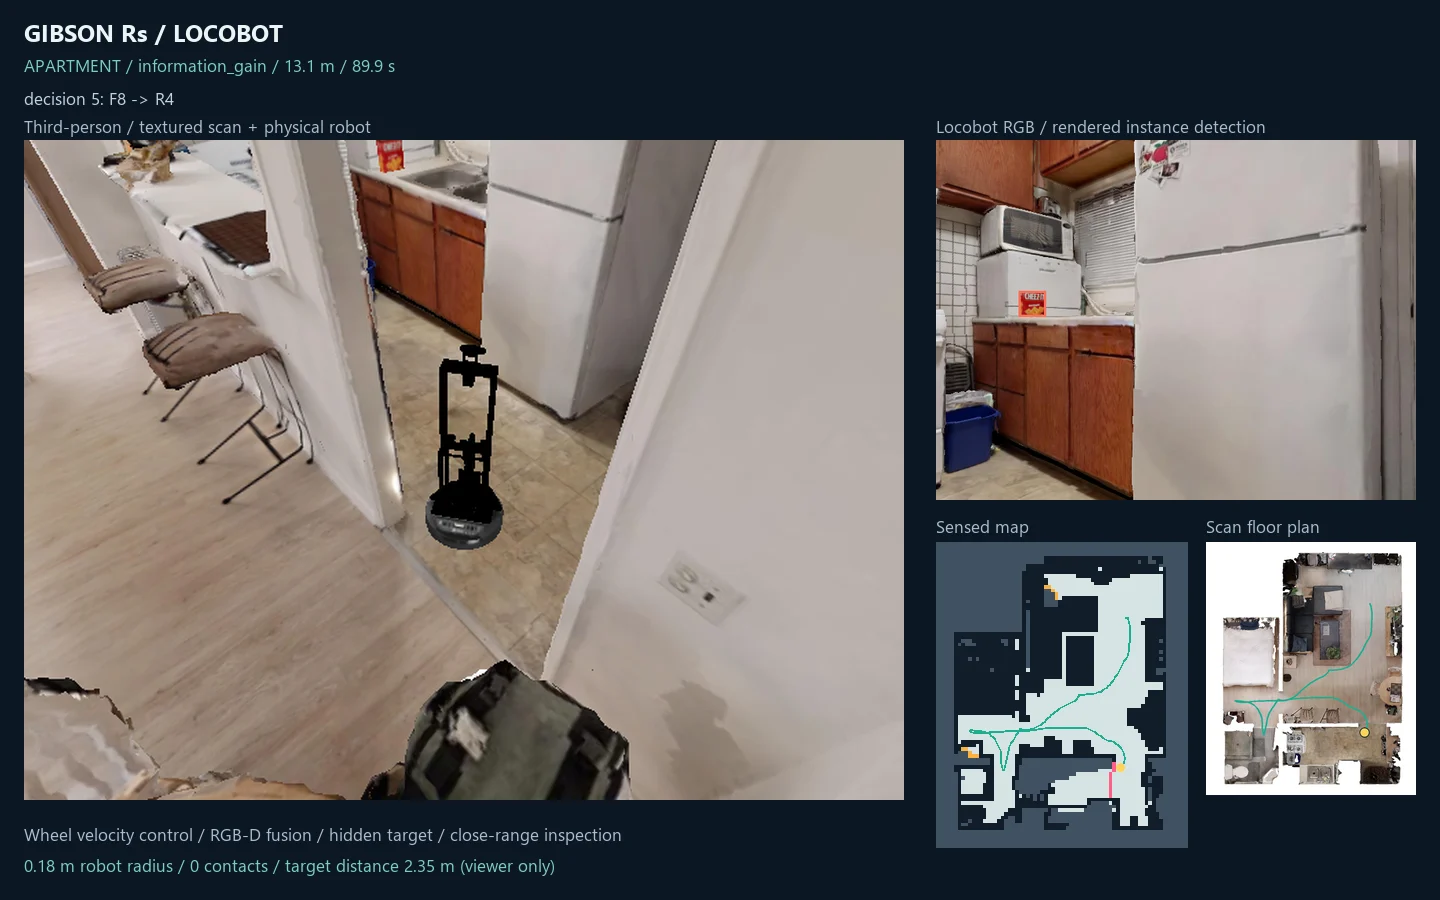 GIBSON Rs / LOCOBOT
APARTMENT / information_gain / 13.1 m / 89.9 s
decision 5: F8 -> R4
Third-person / textured scan + physical robot
Locobot RGB / rendered instance detection
CHEEZ IT
Sensed map
Scan floor plan
Wheel velocity control / RGB-D fusion / hidden target / close-range inspection
0.18 m robot radius / 0 contacts / target distance 2.35 m (viewer only)